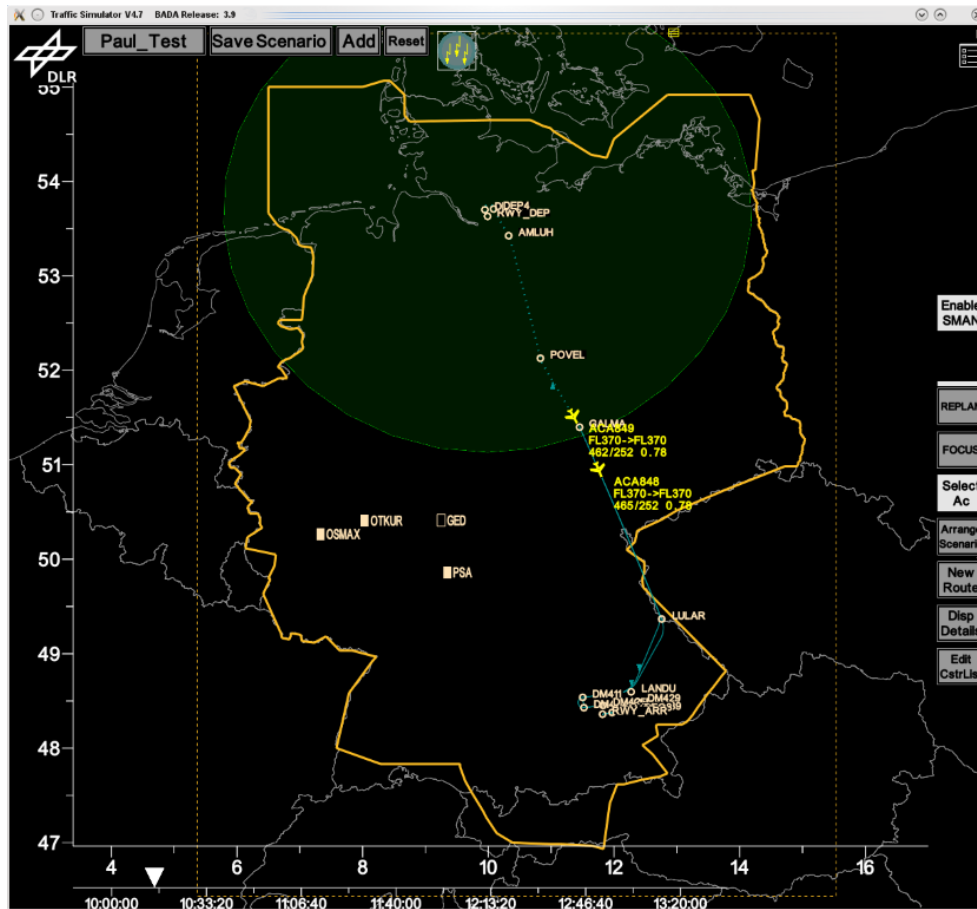 Traffic Simulator V4.7 BADA Release: 3.9
Paul_Test Save Scenario Add Reset
DLR
55
54
53
52
51
50
49
48
47
RWY_DEP
AMLUH
POVEL
Enable
SMAN
REPLAN
FOCUS
ACA849
FL370->FL370
462/252 0.78
ACA848
FL370->FL370
465/252 0.78
Select
Ac
Arrange
Scenario
New
Route
Disp
Details
Edit
CstrList
OTKUR
GED
OSMAX
PSA
LULAR
LANDU
DM411
DM429
RWY_ARR
4 6 8 10 12 14 16
10:00:00 10:33:20 11:06:40 11:40:00 12:13:20 12:46:40 13:20:00